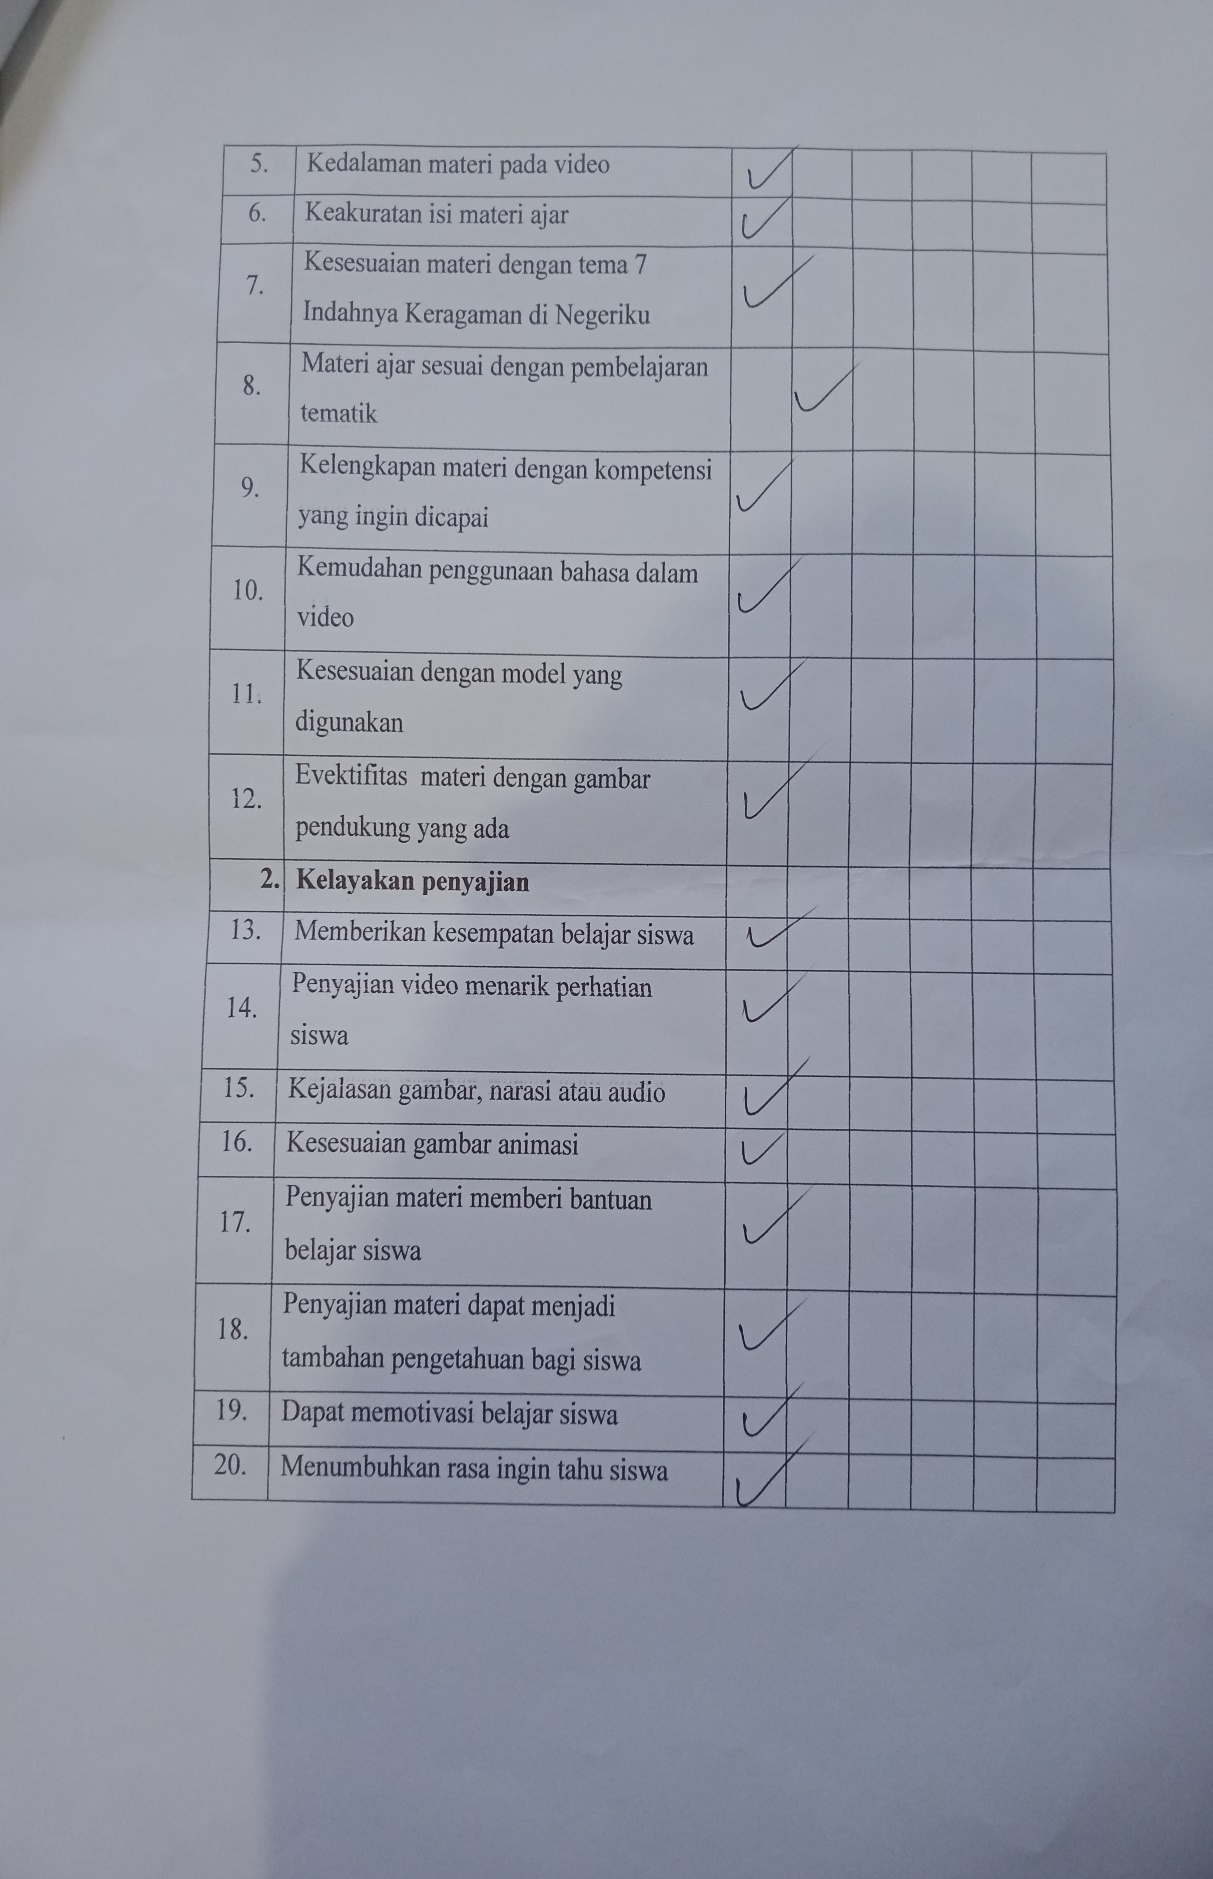 5. Kedalaman materi pada video ✓
6. Keakuratan isi materi ajar ✓
7. Kesesuaian materi dengan tema 7
Indahnya Keragaman di Negeriku ✓
8. Materi ajar sesuai dengan pembelajaran
tematik ✓
9. Kelengkapan materi dengan kompetensi
yang ingin dicapai ✓
10. Kemudahan penggunaan bahasa dalam
video ✓
11. Kesesuaian dengan model yang
digunakan ✓
12. Evektifitas materi dengan gambar
pendukung yang ada ✓
2. Kelayakan penyajian
13. Memberikan kesempatan belajar siswa ✓
14. Penyajian video menarik perhatian
siswa ✓
15. Kejalasan gambar, narasi atau audio ✓
16. Kesesuaian gambar animasi ✓
17. Penyajian materi memberi bantuan
belajar siswa ✓
18. Penyajian materi dapat menjadi
tambahan pengetahuan bagi siswa ✓
19. Dapat memotivasi belajar siswa ✓
20. Menumbuhkan rasa ingin tahu siswa ✓